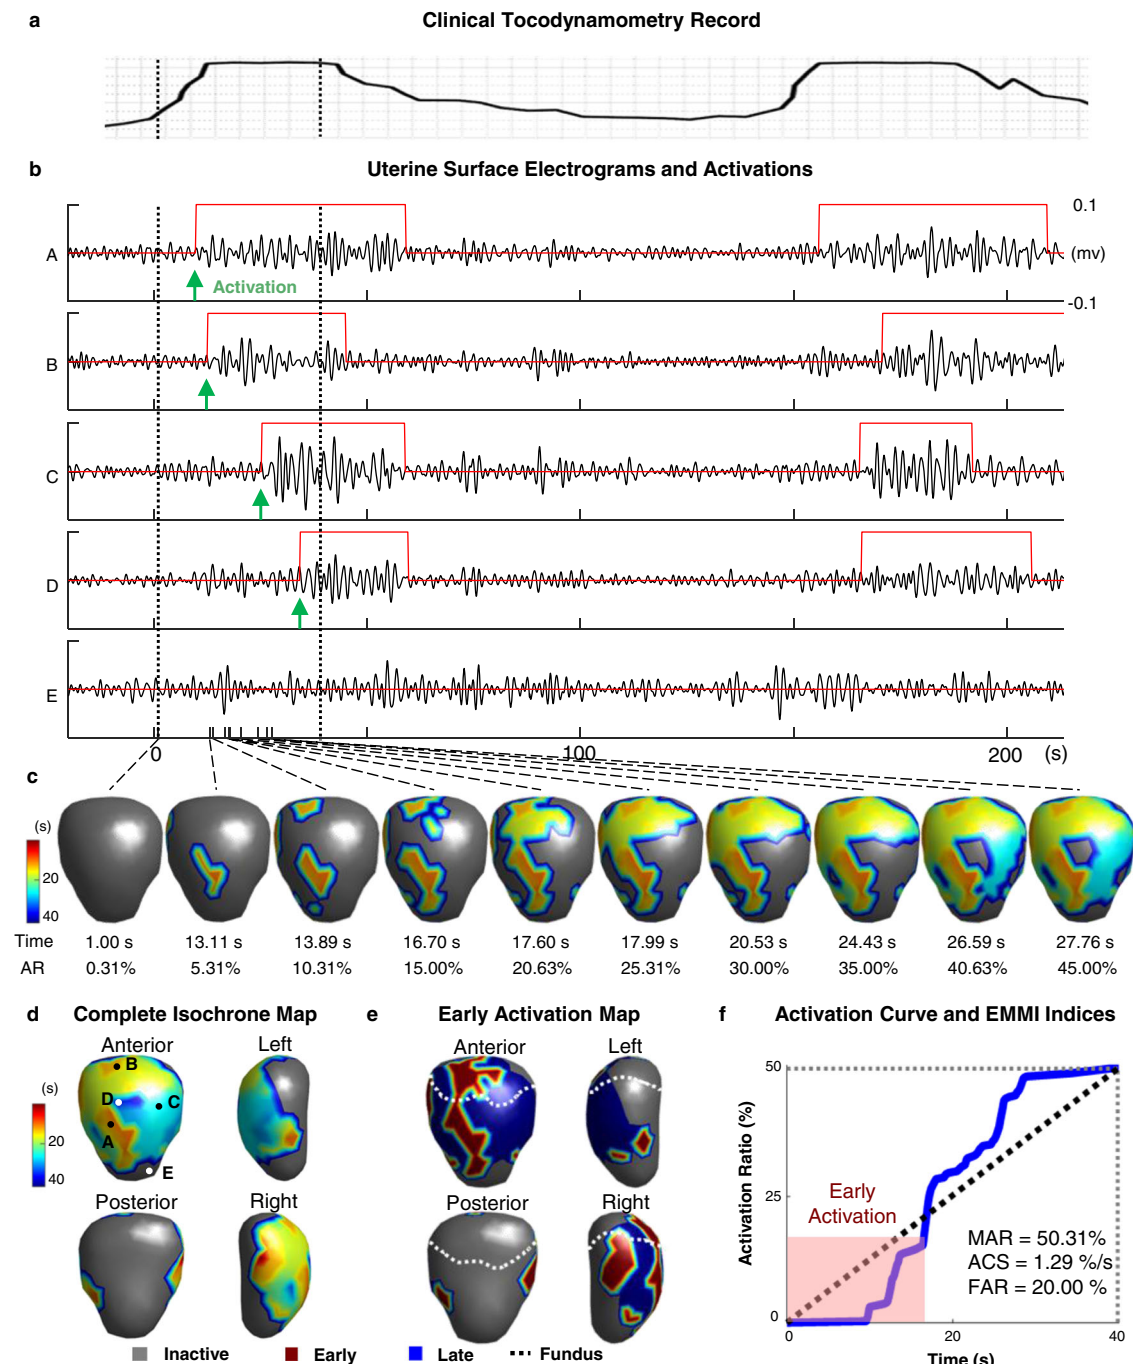 a Clinical Tocodynamometry Record
b Uterine Surface Electrograms and Activations
0.1
A (mv)
Activation -0.1
B
C
D
E
0 100 200 (s)
c
(s)
20
40
Time 1.00 s 13.11 s 13.89 s 16.70 s 17.60 s 17.99 s 20.53 s 24.43 s 26.59 s 27.76 s
AR 0.31% 5.31% 10.31% 15.00% 20.63% 25.31% 30.00% 35.00% 40.63% 45.00%
d Complete Isochrone Map
Anterior Left
(s)
20
40
B
D C
A
E
Posterior Right
e Early Activation Map
Anterior Left
Posterior Right
Inactive Early Late Fundus
f Activation Curve and EMMI Indices
Activation Ratio (%)
50
25
0
Early
Activation
MAR = 50.31%
ACS = 1.29 %/s
FAR = 20.00 %
0 20 40
Time (s)